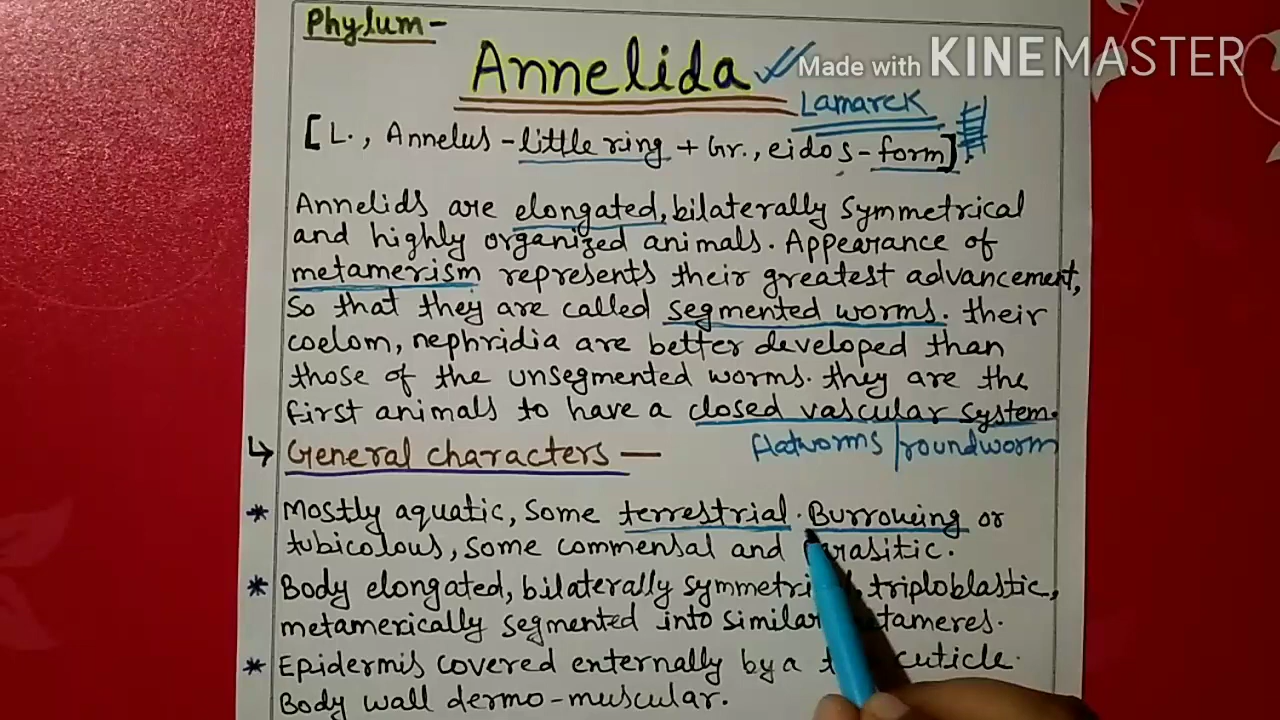 Phylum-
Annelida
Made with KINEMASTER
Lamarck
[L., Annelus-little ring + Gr., eidos-form].
Annelids are elongated, bilaterally symmetrical
and highly organized animals. Appearance of
metamerism represents their greatest advancement,
So that they are called segmented worms. their
coelom, nephridia are better developed than
those of the unsegmented worms. they are the
first animals to have a closed vascular system.
flatworms/roundworm
General characters —
* Mostly aquatic, Some terrestrial. Burrowing or
tubicolous, Some commensal and parasitic.
* Body elongated, bilaterally symmetri triploblastic,
metamerically segmented into similar tameres.
* Epidermis covered enternally by a cuticle.
Body wall dermo-muscular.